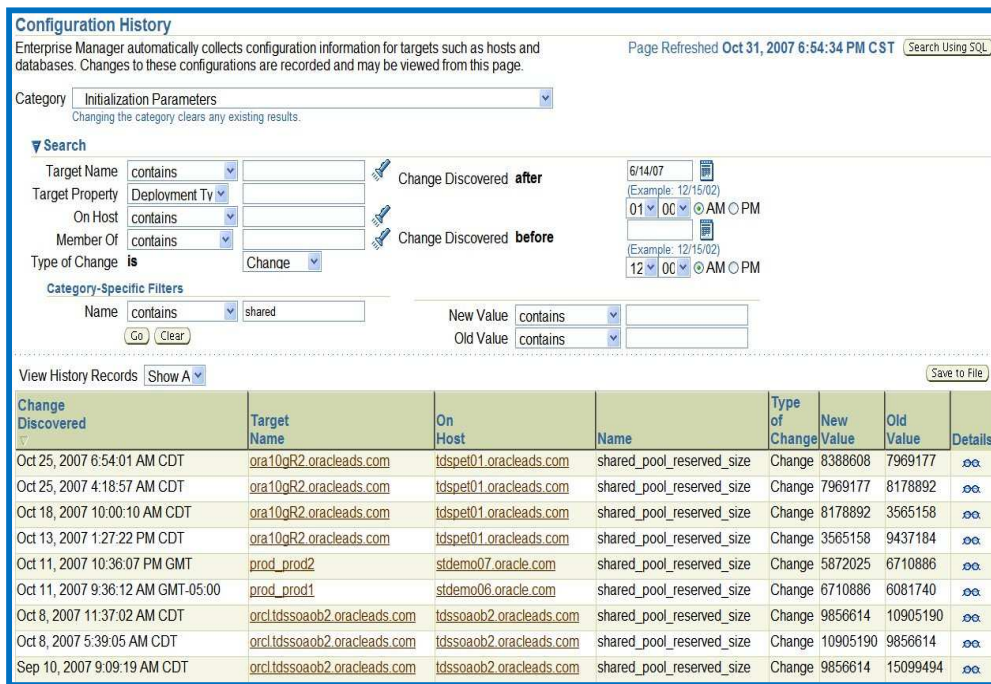 Configuration History
Enterprise Manager automatically collects configuration information for targets such as hosts and
databases. Changes to these configurations are recorded and may be viewed from this page.
Page Refreshed Oct 31, 2007 6:54:34 PM CST Search Using SQL
Category Initialization Parameters
Changing the category clears any existing results.
Search
Target Name contains
Target Property Deployment Ty
On Host contains
Member Of contains
Type of Change is Change
Change Discovered after 6/14/07
(Example: 12/15/02)
01 00 AM PM
Change Discovered before
(Example: 12/15/02)
12 00 AM PM
Category-Specific Filters
Name contains shared
New Value contains
Old Value contains
Go Clear
View History Records Show A
Save to File
Change Discovered Target Name On Host Name Type of Change New Value Old Value Details
Oct 25, 2007 6:54:01 AM CDT ora10gR2.oracleads.com tdspet01.oracleads.com shared_pool_reserved_size Change 8388608 7969177
Oct 25, 2007 4:18:57 AM CDT ora10gR2.oracleads.com tdspet01.oracleads.com shared_pool_reserved_size Change 7969177 8178892
Oct 18, 2007 10:00:10 AM CDT ora10gR2.oracleads.com tdspet01.oracleads.com shared_pool_reserved_size Change 8178892 3565158
Oct 13, 2007 1:27:22 PM CDT ora10gR2.oracleads.com tdspet01.oracleads.com shared_pool_reserved_size Change 3565158 9437184
Oct 11, 2007 10:36:07 PM GMT prod_prod2 stdemo07.oracle.com shared_pool_reserved_size Change 5872025 6710886
Oct 11, 2007 9:36:12 AM GMT-05:00 prod_prod1 stdemo06.oracle.com shared_pool_reserved_size Change 6710886 6081740
Oct 8, 2007 11:37:02 AM CDT orcl.tdssoaob2.oracleads.com tdssoaob2.oracleads.com shared_pool_reserved_size Change 9856614 10905190
Oct 8, 2007 5:39:05 AM CDT orcl.tdssoaob2.oracleads.com tdssoaob2.oracleads.com shared_pool_reserved_size Change 10905190 9856614
Sep 10, 2007 9:09:19 AM CDT orcl.tdssoaob2.oracleads.com tdssoaob2.oracleads.com shared_pool_reserved_size Change 9856614 15099494